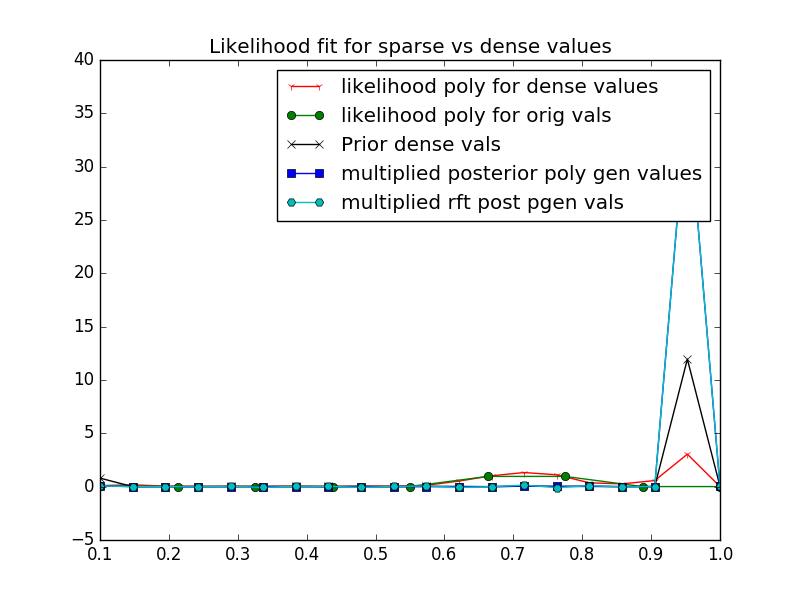 Likelihood fit for sparse vs dense values
likelihood poly for dense values
likelihood poly for orig vals
Prior dense vals
multiplied posterior poly gen values
multiplied rft post pgen vals
40
35
30
25
20
15
10
5
0
−5
0.1 0.2 0.3 0.4 0.5 0.6 0.7 0.8 0.9 1.0